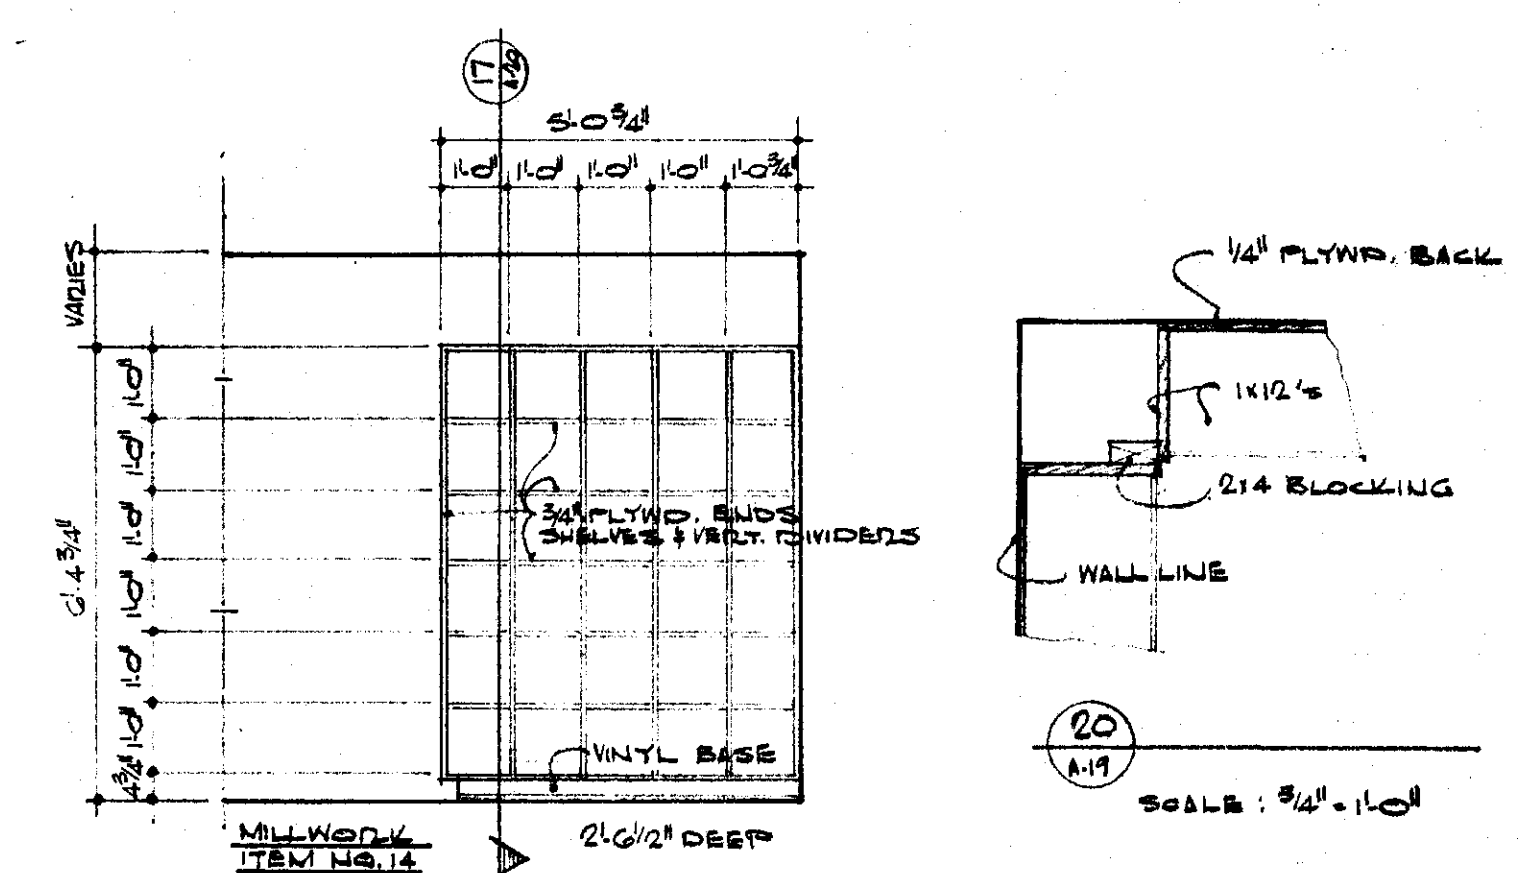 17
A-19
5'-0 3/4"
1'-0" 1'-0" 1'-0" 1'-0" 1'-0 3/4"
VARIES
6'-4 3/4"
1'-0"
1'-0"
1'-0"
1'-0"
1'-0"
1'-0"
4 3/4"
3/4" PLYWD. ENDS
SHELVES & VERT. DIVIDERS
VINYL BASE
MILLWORK
ITEM NO. 14
2'-6 1/2" DEEP
1/4" PLYWD. BACK
1x12's
2x4 BLOCKING
WALL LINE
20
A-19
SCALE : 3/4" = 1'-0"